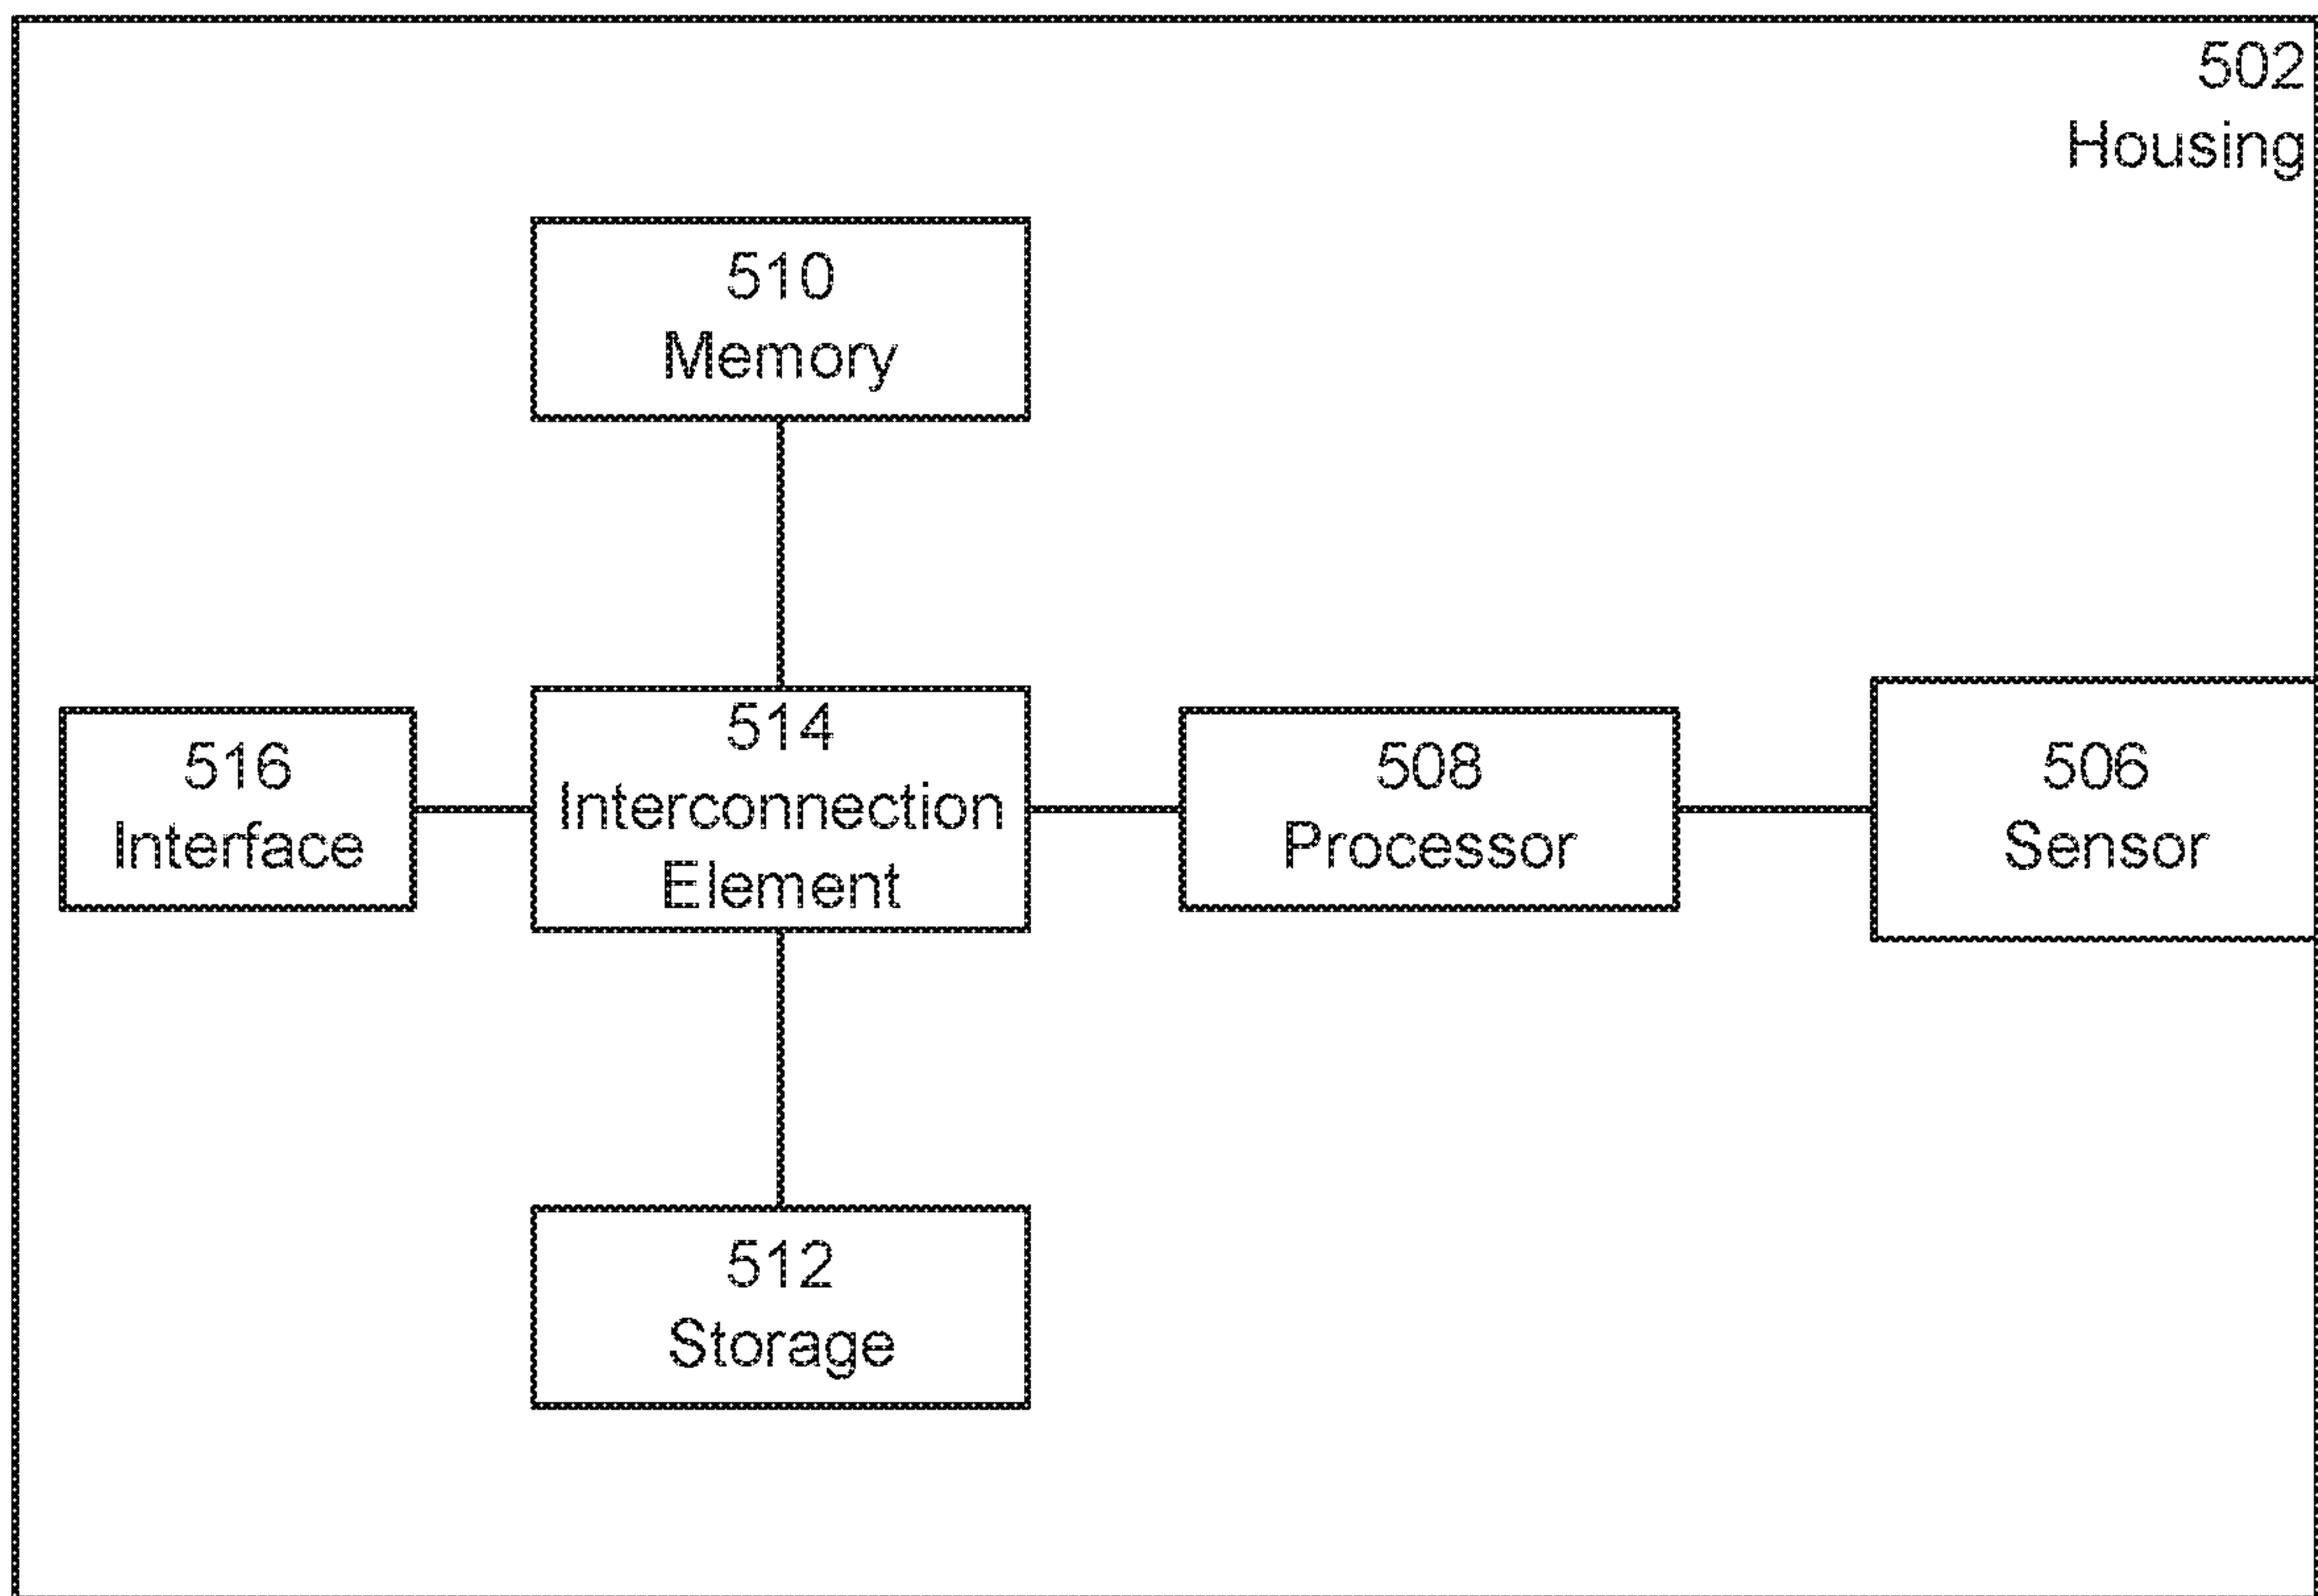 502
Housing
510
Memory
516
Interface
514
Interconnection
Element
508
Processor
506
Sensor
512
Storage